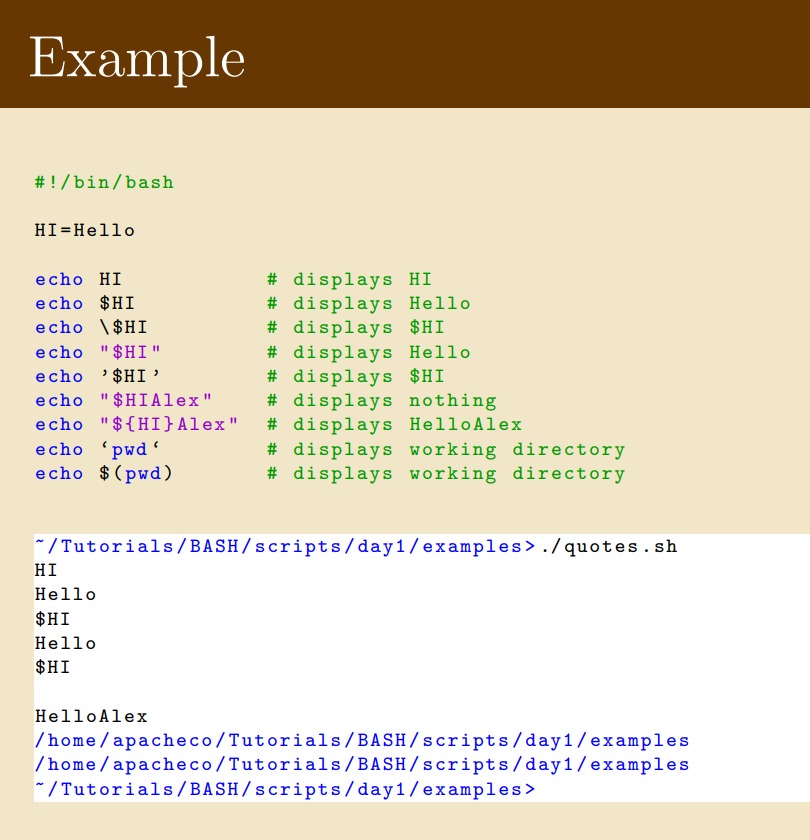 Example
#!/bin/bash
HI=Hello
echo HI # displays HI
echo $HI # displays Hello
echo \$HI # displays $HI
echo "$HI" # displays Hello
echo ’$HI’ # displays $HI
echo "$HIAlex" # displays nothing
echo "${HI}Alex" # displays HelloAlex
echo ‘pwd‘ # displays working directory
echo $(pwd) # displays working directory
~/Tutorials/BASH/scripts/day1/examples>./quotes.sh
HI
Hello
$HI
Hello
$HI
HelloAlex
/home/apacheco/Tutorials/BASH/scripts/day1/examples
/home/apacheco/Tutorials/BASH/scripts/day1/examples
~/Tutorials/BASH/scripts/day1/examples>